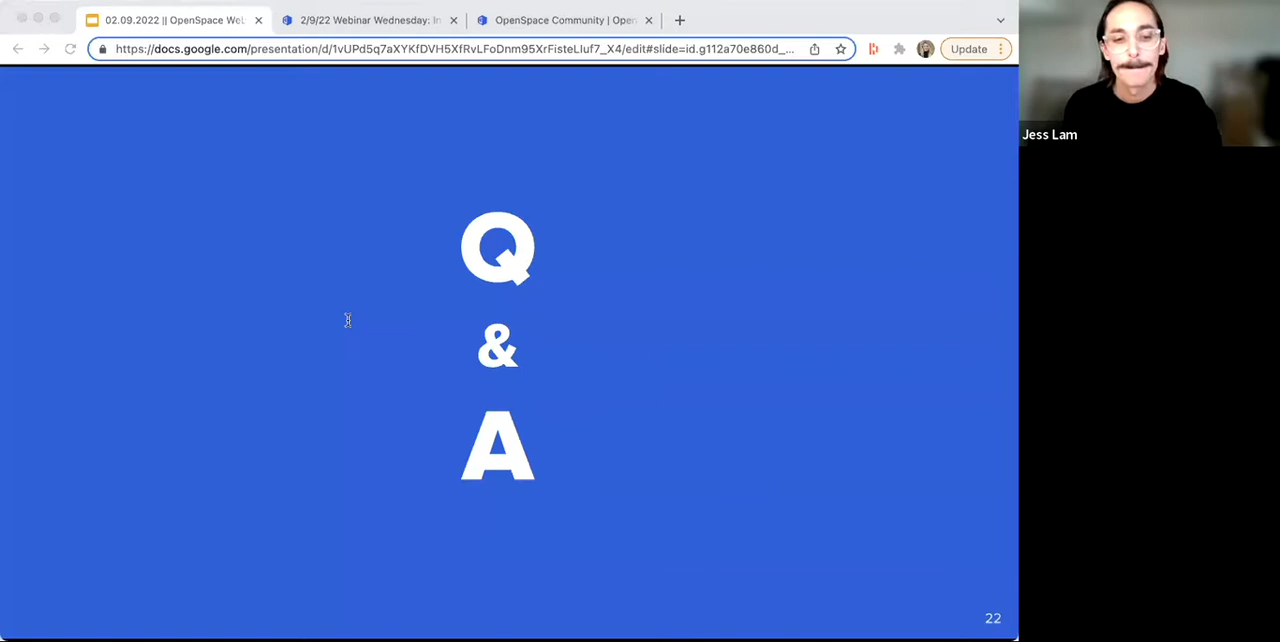 02.09.2022 || OpenSpace Web
2/9/22 Webinar Wednesday: In
OpenSpace Community | Open
https://docs.google.com/presentation/d/1vUPd5q7aXYKfDVH5XfRvLFoDnm95XrFisteLluf7_X4/edit#slide=id.g112a70e860d_...
Update
Jess Lam
Q
&
A
22